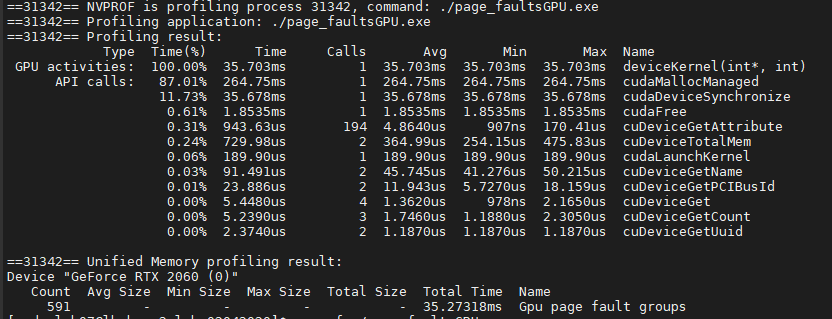 ==31342== NVPROF is profiling process 31342, command: ./page_faultsGPU.exe
==31342== Profiling application: ./page_faultsGPU.exe
==31342== Profiling result:
Type Time(%) Time Calls Avg Min Max Name
GPU activities: 100.00% 35.703ms 1 35.703ms 35.703ms 35.703ms deviceKernel(int*, int)
API calls: 87.01% 264.75ms 1 264.75ms 264.75ms 264.75ms cudaMallocManaged
11.73% 35.678ms 1 35.678ms 35.678ms 35.678ms cudaDeviceSynchronize
0.61% 1.8535ms 1 1.8535ms 1.8535ms 1.8535ms cudaFree
0.31% 943.63us 194 4.8640us 907ns 170.41us cuDeviceGetAttribute
0.24% 729.98us 2 364.99us 254.15us 475.83us cuDeviceTotalMem
0.06% 189.90us 1 189.90us 189.90us 189.90us cudaLaunchKernel
0.03% 91.491us 2 45.745us 41.276us 50.215us cuDeviceGetName
0.01% 23.886us 2 11.943us 5.7270us 18.159us cuDeviceGetPCIBusId
0.00% 5.4480us 4 1.3620us 978ns 2.1650us cuDeviceGet
0.00% 5.2390us 3 1.7460us 1.1880us 2.3050us cuDeviceGetCount
0.00% 2.3740us 2 1.1870us 1.1870us 1.1870us cuDeviceGetUuid
==31342== Unified Memory profiling result:
Device "GeForce RTX 2060 (0)"
Count Avg Size Min Size Max Size Total Size Total Time Name
591 - - - - 35.27318ms Gpu page fault groups